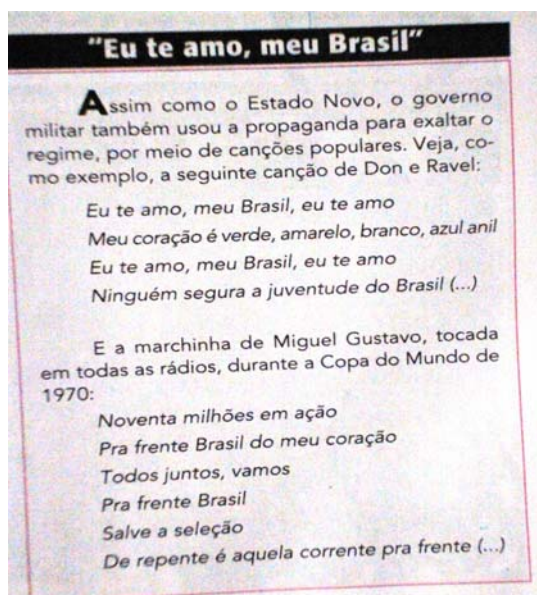 "Eu te amo, meu Brasil"
Assim como o Estado Novo, o governo
militar também usou a propaganda para exaltar o
regime, por meio de canções populares. Veja, co-
mo exemplo, a seguinte canção de Don e Ravel:
Eu te amo, meu Brasil, eu te amo
Meu coração é verde, amarelo, branco, azul anil
Eu te amo, meu Brasil, eu te amo
Ninguém segura a juventude do Brasil (...)
E a marchinha de Miguel Gustavo, tocada
em todas as rádios, durante a Copa do Mundo de
1970:
Noventa milhões em ação
Pra frente Brasil do meu coração
Todos juntos, vamos
Pra frente Brasil
Salve a seleção
De repente é aquela corrente pra frente (...)